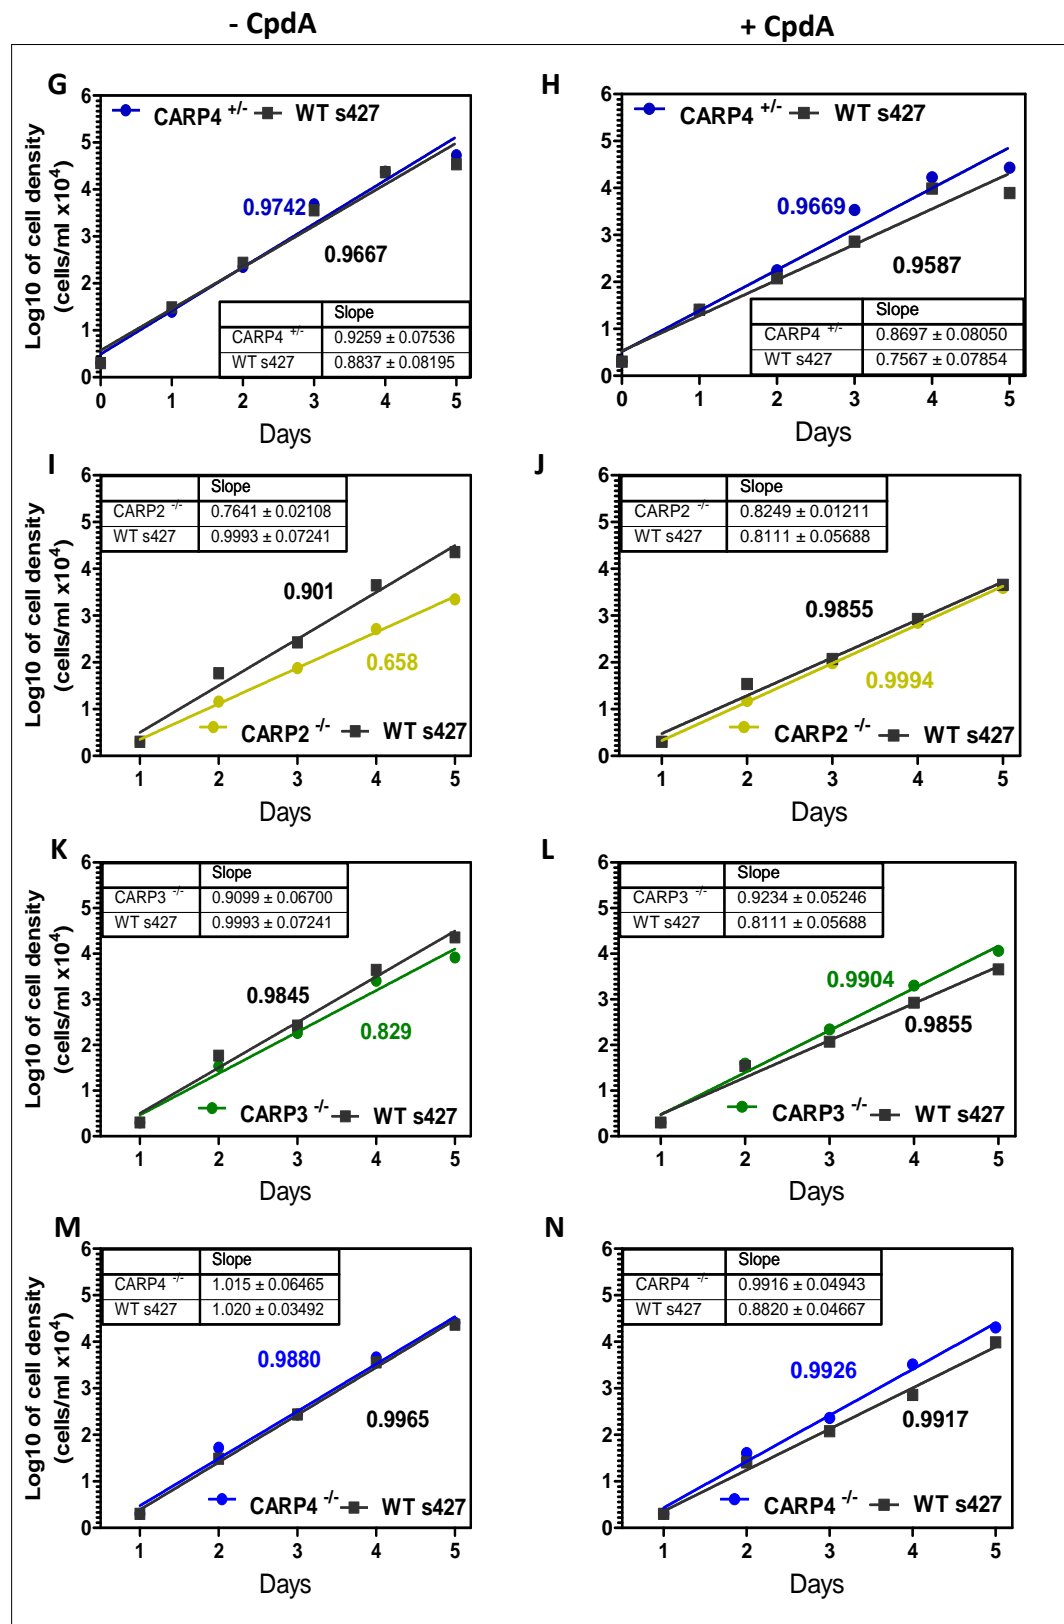 - CpdA
+ CpdA
G
Log10 of cell density
(cells/ml x10⁴)
6
5
4
3
2
1
0
CARP4 +/- WT s427
0.9742
0.9667
Slope
CARP4 +/- 0.9259 ± 0.07536
WT s427 0.8837 ± 0.08195
0 1 2 3 4 5
Days
H
6
5
4
3
2
1
0
CARP4 +/- WT s427
0.9669
0.9587
Slope
CARP4 +/- 0.8697 ± 0.08050
WT s427 0.7567 ± 0.07854
0 1 2 3 4 5
Days
I
Log10 of cell density
(cells/ml x10⁴)
6
5
4
3
2
1
0
Slope
CARP2 -/- 0.7641 ± 0.02108
WT s427 0.9993 ± 0.07241
0.901
0.658
CARP2 -/- WT s427
1 2 3 4 5
Days
J
6
5
4
3
2
1
0
Slope
CARP2 -/- 0.8249 ± 0.01211
WT s427 0.8111 ± 0.05688
0.9855
0.9994
CARP2 -/- WT s427
1 2 3 4 5
Days
K
Log10 of cell density
(cells/ml x10⁴)
6
5
4
3
2
1
0
Slope
CARP3 -/- 0.9099 ± 0.06700
WT s427 0.9993 ± 0.07241
0.9845
0.829
CARP3 -/- WT s427
1 2 3 4 5
Days
L
6
5
4
3
2
1
0
Slope
CARP3 -/- 0.9234 ± 0.05246
WT s427 0.8111 ± 0.05688
0.9904
0.9855
CARP3 -/- WT s427
1 2 3 4 5
Days
M
Log10 of cell density
(cells/ml x10⁴)
6
5
4
3
2
1
0
Slope
CARP4 -/- 1.015 ± 0.06465
WT s427 1.020 ± 0.03492
0.9880
0.9965
CARP4 -/- WT s427
1 2 3 4 5
Days
N
6
5
4
3
2
1
0
Slope
CARP4 -/- 0.9916 ± 0.04943
WT s427 0.8820 ± 0.04667
0.9926
0.9917
CARP4 -/- WT s427
1 2 3 4 5
Days